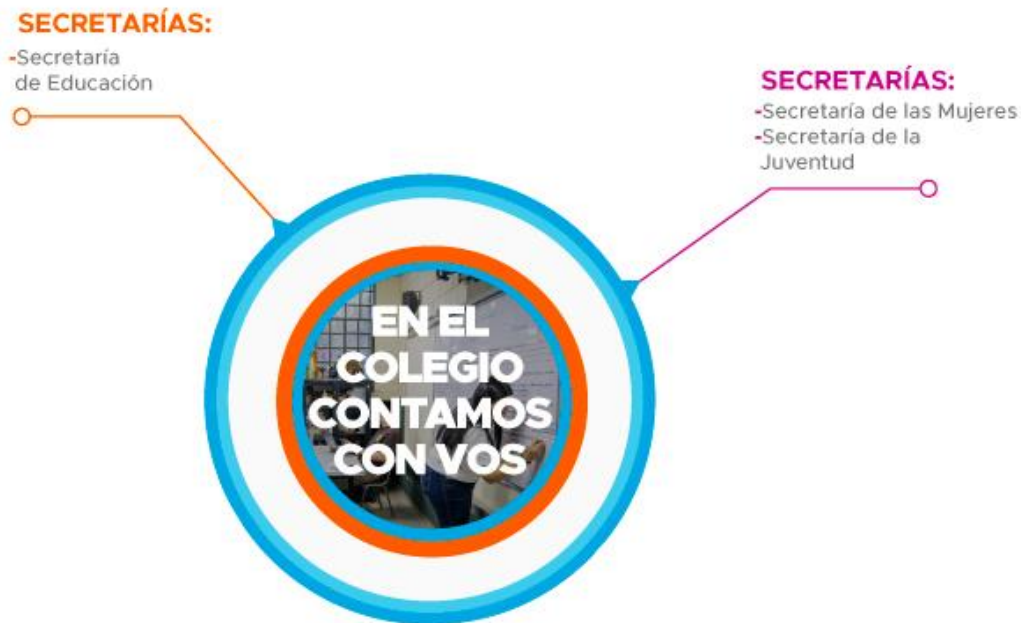 SECRETARÍAS:
-Secretaría
de Educación
SECRETARÍAS:
-Secretaría de las Mujeres
-Secretaría de la
Juventud
EN EL
COLEGIO
CONTAMOS
CON VOS